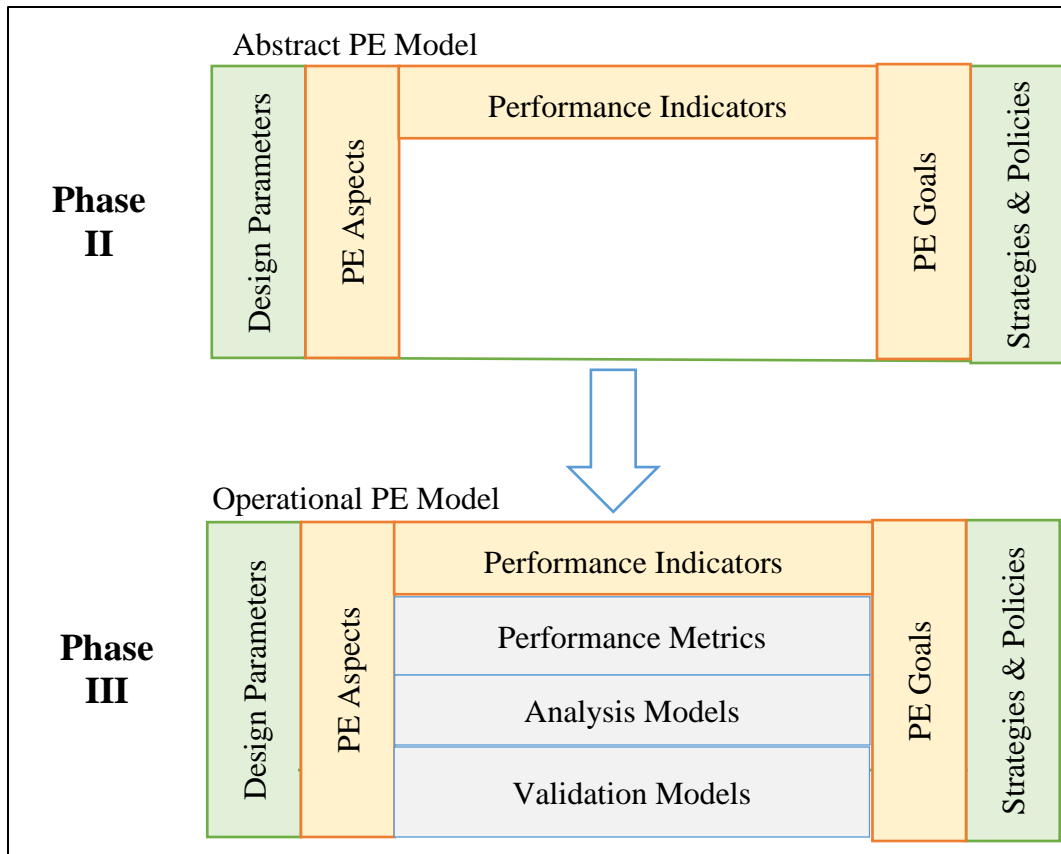 Abstract PE Model
Phase
II
Design Parameters
PE Aspects
Performance Indicators
PE Goals
Strategies & Policies
Operational PE Model
Phase
III
Design Parameters
PE Aspects
Performance Indicators
Performance Metrics
Analysis Models
Validation Models
PE Goals
Strategies & Policies